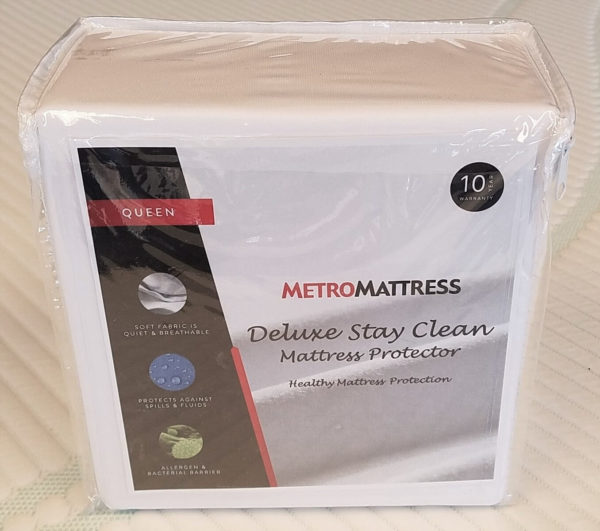 10 YEAR
WARRANTY
QUEEN
METROMATTRESS
SOFT FABRIC IS
QUIET & BREATHABLE
Deluxe Stay Clean
Mattress Protector
Healthy Mattress Protection
PROTECTS AGAINST
SPILLS & FLUIDS
ALLERGEN &
BACTERIAL BARRIER